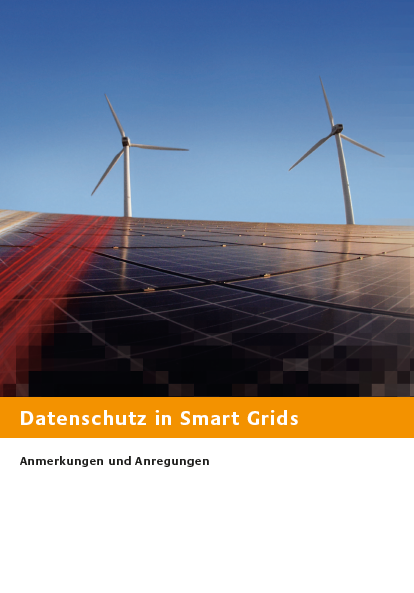 Datenschutz in Smart Grids
Anmerkungen und Anregungen